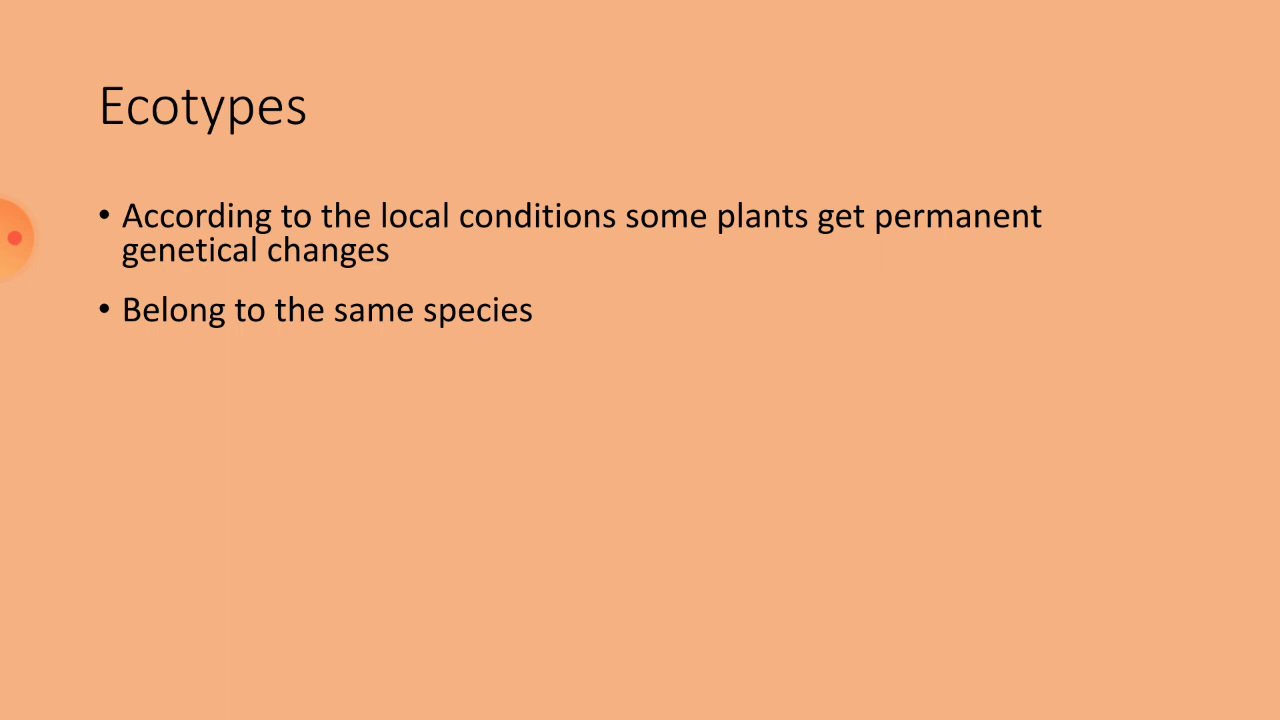 Ecotypes
• According to the local conditions some plants get permanent
genetical changes
• Belong to the same species